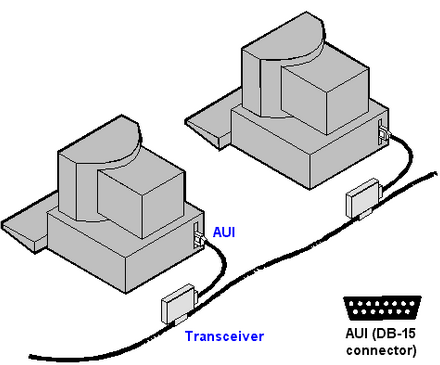 AUI
Transceiver
AUI (DB-15
connector)